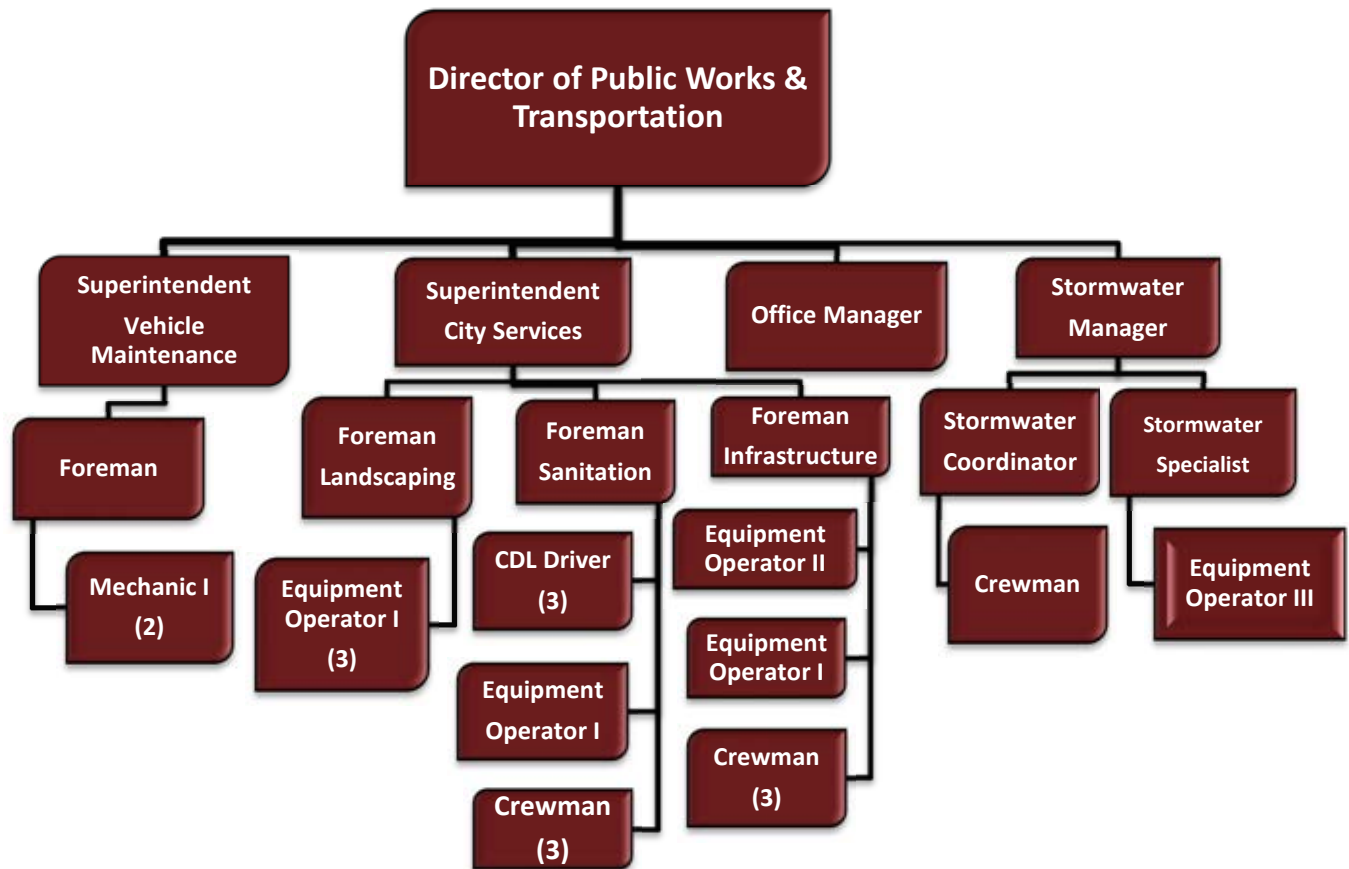 Director of Public Works &
Transportation
Superintendent
Vehicle
Maintenance
Superintendent
City Services
Office Manager
Stormwater
Manager
Foreman
Foreman
Landscaping
Foreman
Sanitation
Foreman
Infrastructure
Stormwater
Coordinator
Stormwater
Specialist
Mechanic I
(2)
Equipment
Operator I
(3)
CDL Driver
(3)
Equipment
Operator I
Crewman
(3)
Equipment
Operator II
Equipment
Operator I
Crewman
(3)
Crewman
Equipment
Operator III